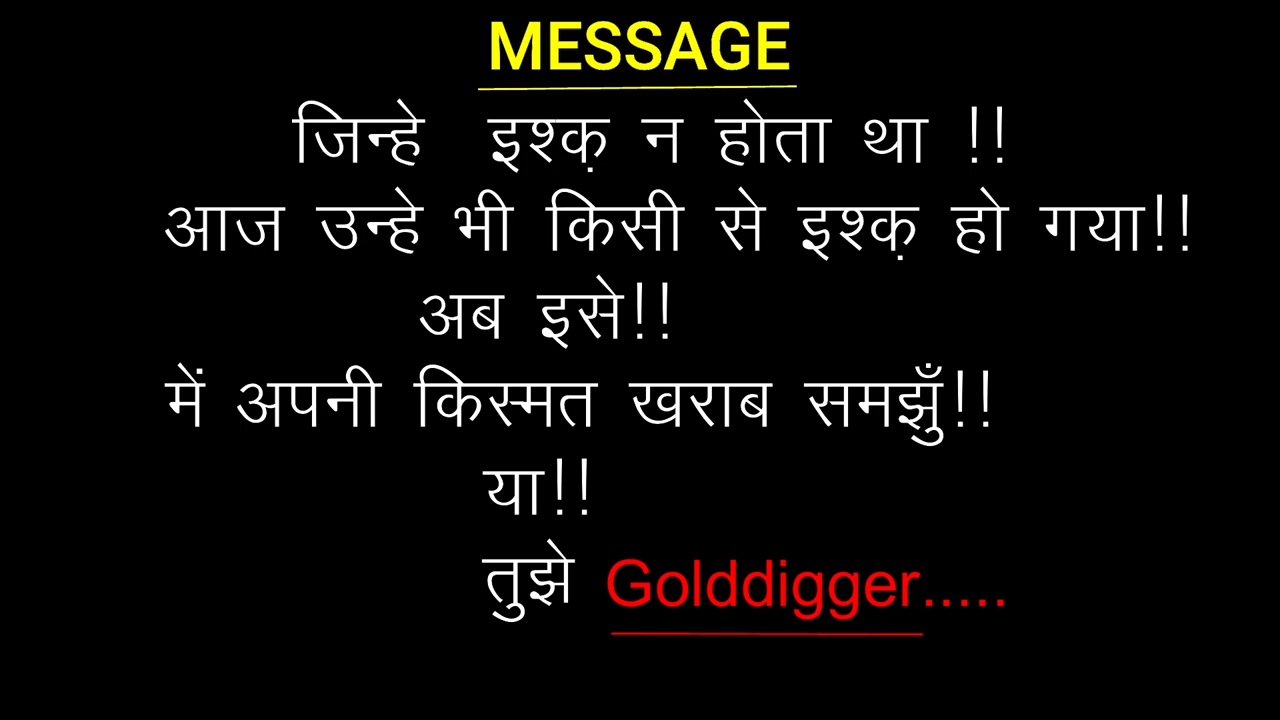 MESSAGE
जिन्हे इश्क़ न होता था !!
आज उन्हे भी किसी से इश्क़ हो गया!!
अब इसे!!
में अपनी किस्मत खराब समझुँ!!
या!!
तुझे Golddigger.....